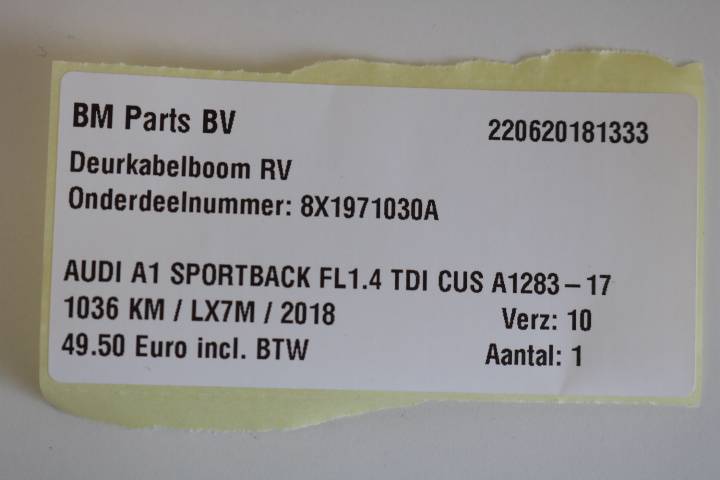 BM Parts BV 220620181333
Deurkabelboom RV
Onderdeelnummer: 8X1971030A
AUDI A1 SPORTBACK FL1.4 TDI CUS A1283-17
1036 KM / LX7M / 2018 Verz: 10
49.50 Euro incl. BTW Aantal: 1